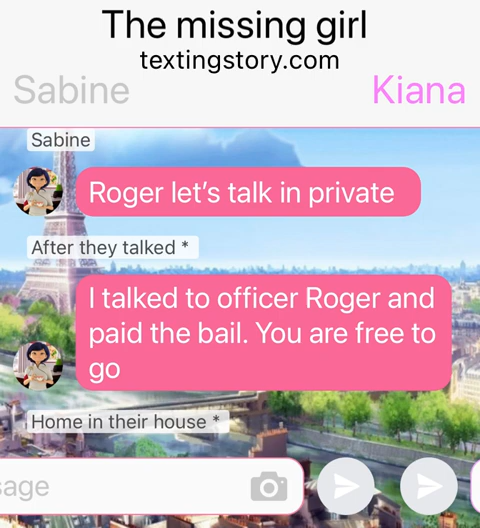 The missing girl
textingstory.com
Sabine Kiana
Sabine
Roger let’s talk in private
After they talked *
I talked to officer Roger and
paid the bail. You are free to
go
Home in their house *
sage